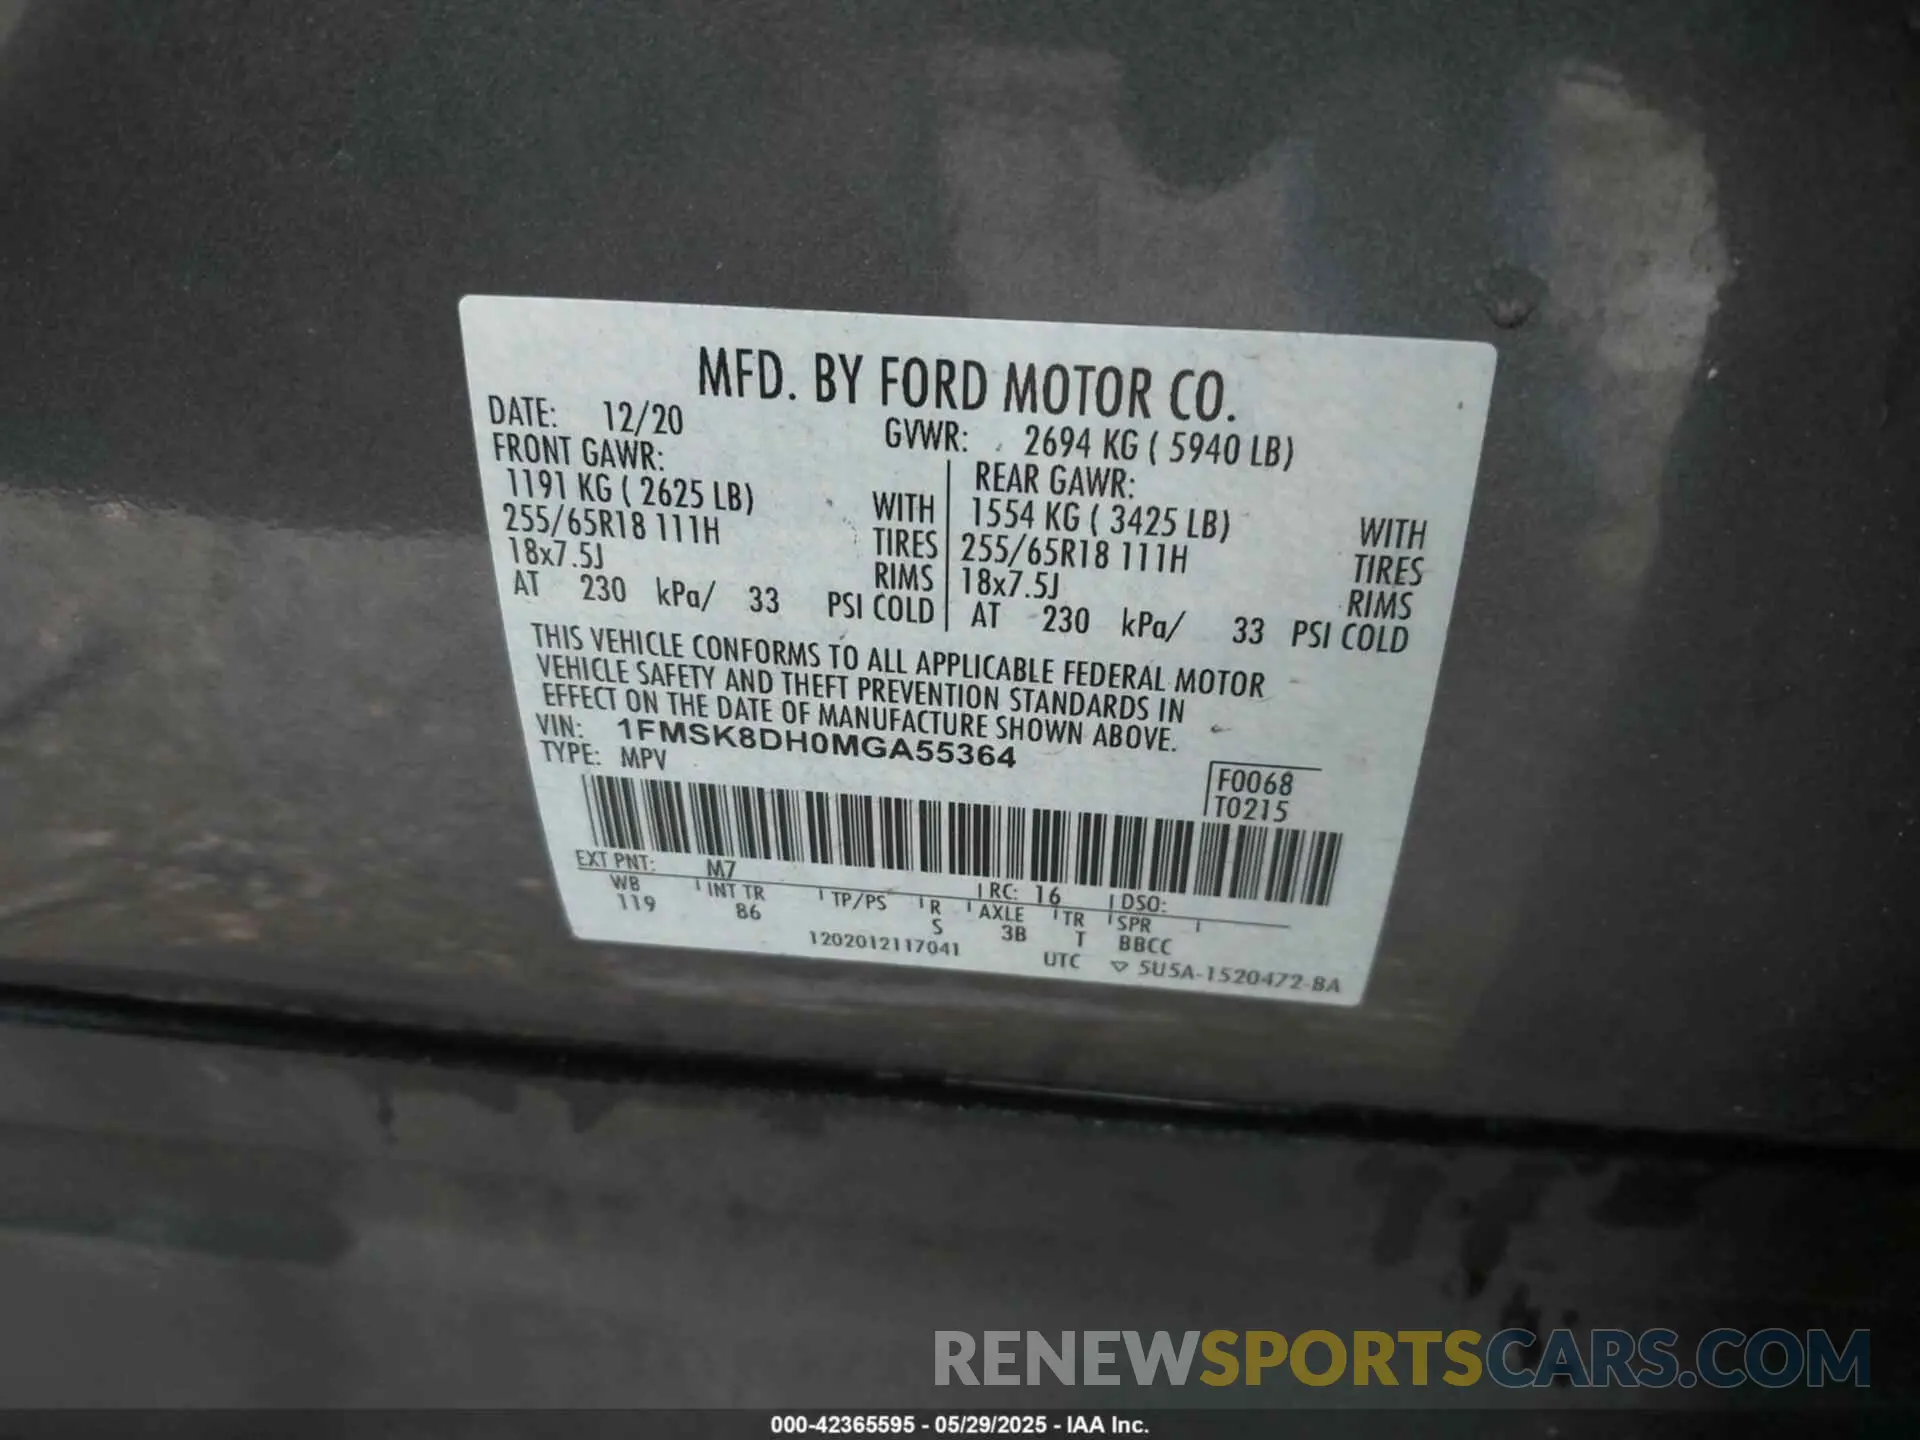 MFD. BY FORD MOTOR CO.
DATE: 12/20 GVWR: 2694 KG ( 5940 LB)
FRONT GAWR: REAR GAWR:
1191 KG ( 2625 LB) WITH 1554 KG ( 3425 LB) WITH
255/65R18 111H TIRES 255/65R18 111H TIRES
18x7.5J RIMS 18x7.5J RIMS
AT 230 kPa/ 33 PSI COLD AT 230 kPa/ 33 PSI COLD
THIS VEHICLE CONFORMS TO ALL APPLICABLE FEDERAL MOTOR
VEHICLE SAFETY AND THEFT PREVENTION STANDARDS IN
EFFECT ON THE DATE OF MANUFACTURE SHOWN ABOVE.
VIN: 1FMSK8DH0MGA55364
TYPE: MPV
F0068
T0215
EXT PNT: M7 RC: 16 DSO:
WB INT TR TP/PS R AXLE TR SPR
119 86 S 3B T BBCC
1202012117041 UTC ▽ 5U5A-1520472-BA
RENEWSPORTSCARS.COM
000-42365595 - 05/29/2025 - IAA Inc.